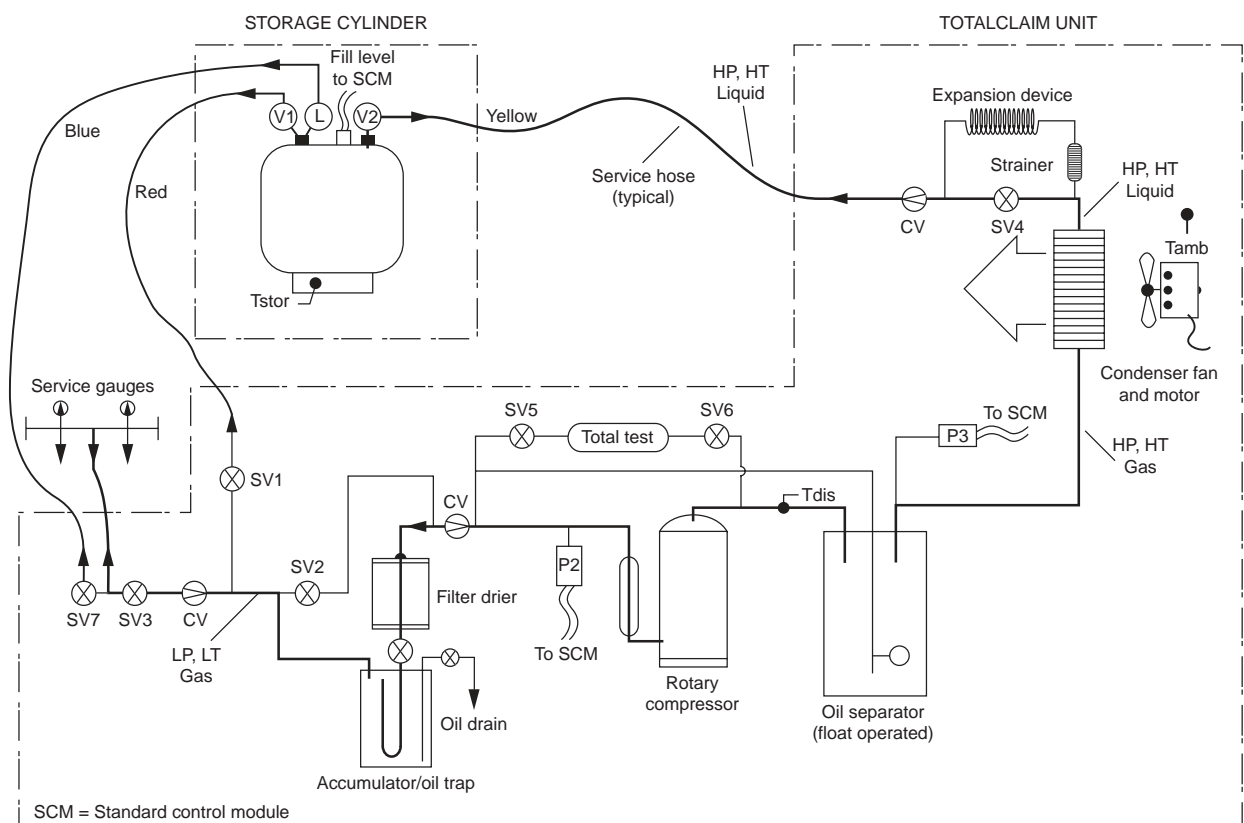 STORAGE CYLINDER
TOTALCLAIM UNIT
Fill level
to SCM
V1
L
V2
Yellow
Blue
Red
HP, HT
Liquid
Service hose
(typical)
Expansion device
Strainer
HP, HT
Liquid
CV
SV4
Tamb
Tstor
Condenser fan
and motor
Service gauges
SV1
SV5
Total test
SV6
P3
To SCM
HP, HT
Gas
CV
Tdis
SV2
P2
Filter drier
To SCM
SV7
SV3
CV
LP, LT
Gas
Rotary
compressor
Oil separator
(float operated)
Oil drain
Accumulator/oil trap
SCM = Standard control module